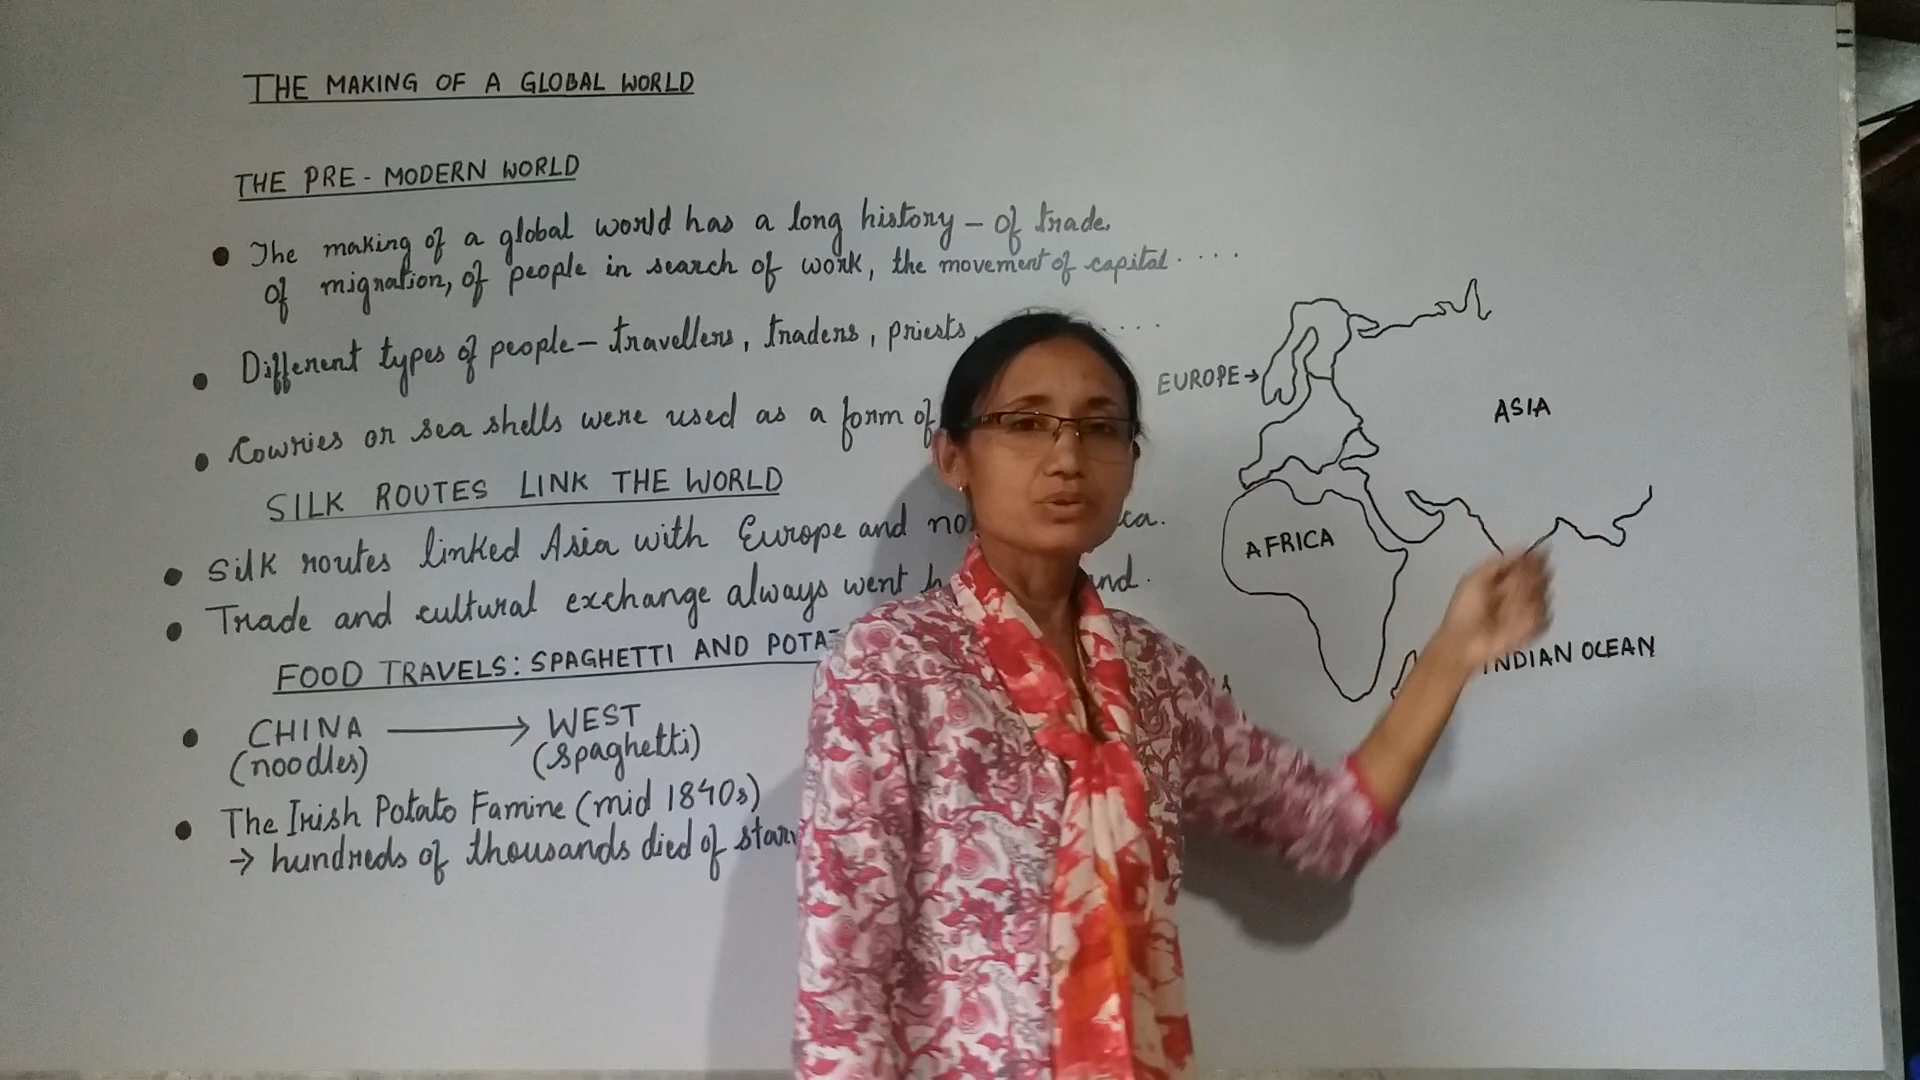 THE MAKING OF A GLOBAL WORLD
THE PRE-MODERN WORLD
• The making of a global world has a long history – of trade,
of migration, of people in search of work, the movement of capital ....
• Different types of people – travellers, traders, priests, ....
• Cowries or sea shells were used as a form of
SILK ROUTES LINK THE WORLD
• Silk routes linked Asia with Europe and
• Trade and cultural exchange always went
FOOD TRAVELS: SPAGHETTI AND
• CHINA → WEST
(noodles) (spaghetti)
• The Irish Potato Famine (mid 1840s)
→ hundreds of thousands died of
EUROPE →
ASIA
AFRICA
INDIAN OCEAN